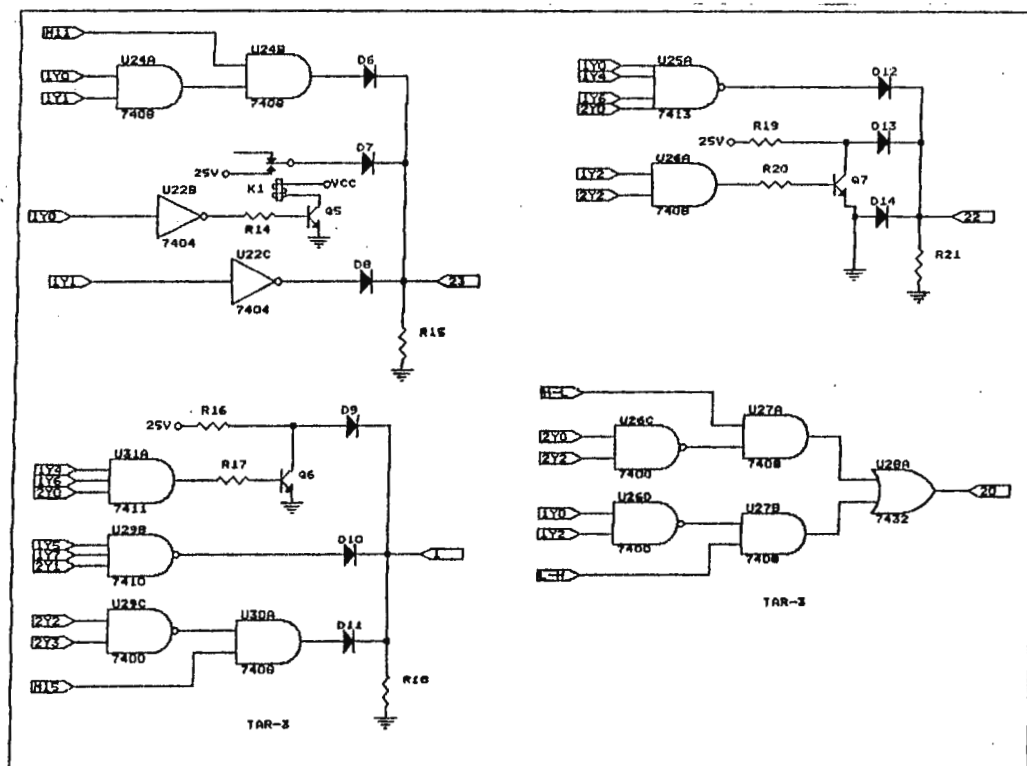 H11
U24A
U24B
D6
1Y0
1Y1
7408
7408
D7
25V
K1
VCC
U22B
Q5
1Y0
R14
7404
U22C
D8
1Y1
23
7404
R15
U25A
D12
1Y0
1Y4
1Y6
2Y0
7413
R19
D13
25V
U24A
R20
Q7
1Y2
2Y2
7408
D14
22
R21
R16
D9
25V
U31A
R17
Q6
1Y4
1Y6
2Y0
7411
U29B
D10
1Y5
1Y7
2Y1
1
7410
U29C
U30A
2Y2
D11
2Y3
7400
7408
H15
R18
TAR-3
H-L
U27A
U26C
2Y0
2Y2
7408
7400
U28A
U26D
U27B
20
1Y0
1Y2
7432
7400
7408
L-H
TAR-3